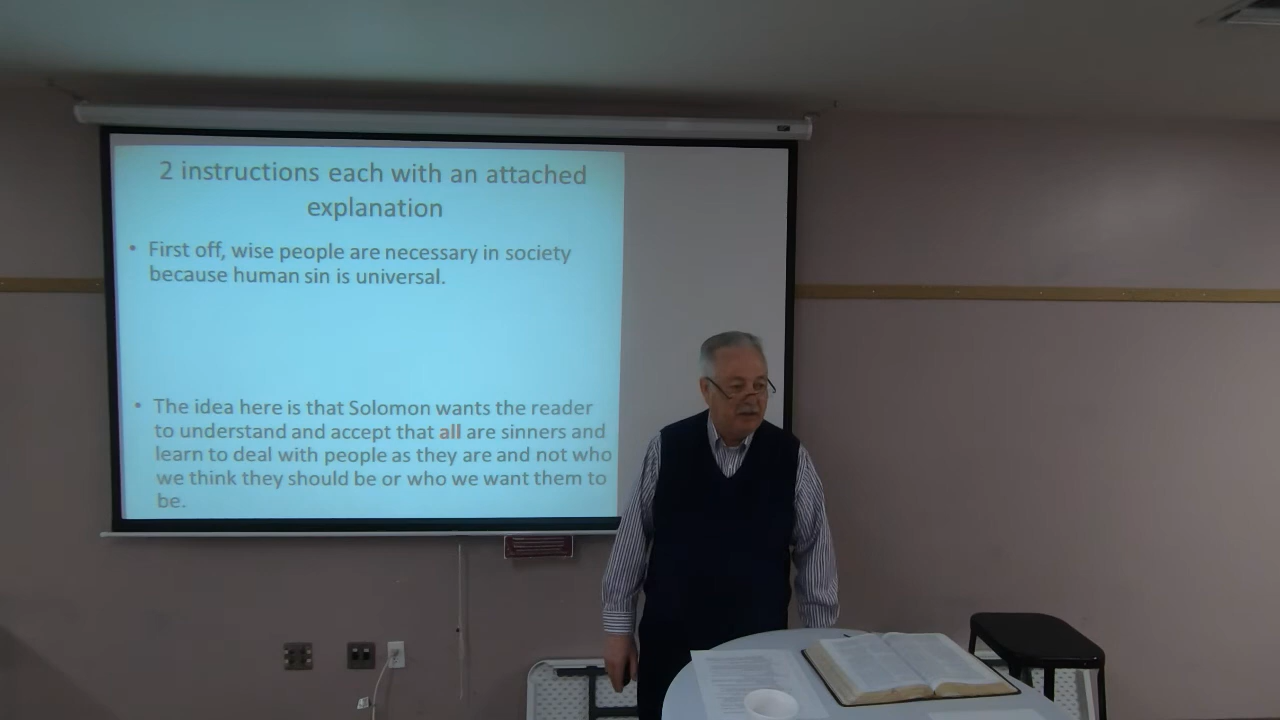 2 instructions each with an attached
explanation
• First off, wise people are necessary in society
because human sin is universal.
• The idea here is that Solomon wants the reader
to understand and accept that all are sinners and
learn to deal with people as they are and not who
we think they should be or who we want them to
be.